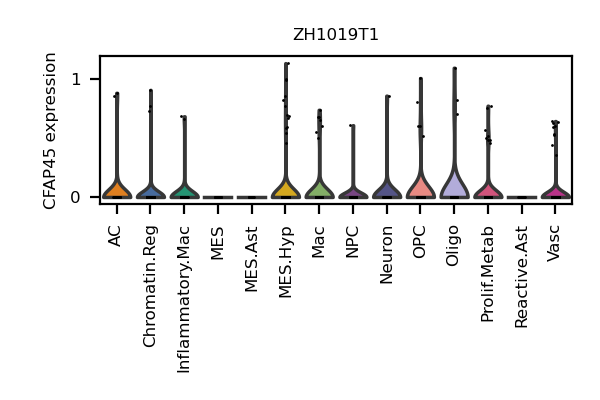 ZH1019T1
CFAP45 expression
1
0
AC
Chromatin.Reg
Inflammatory.Mac
MES
MES.Ast
MES.Hyp
Mac
NPC
Neuron
OPC
Oligo
Prolif.Metab
Reactive.Ast
Vasc